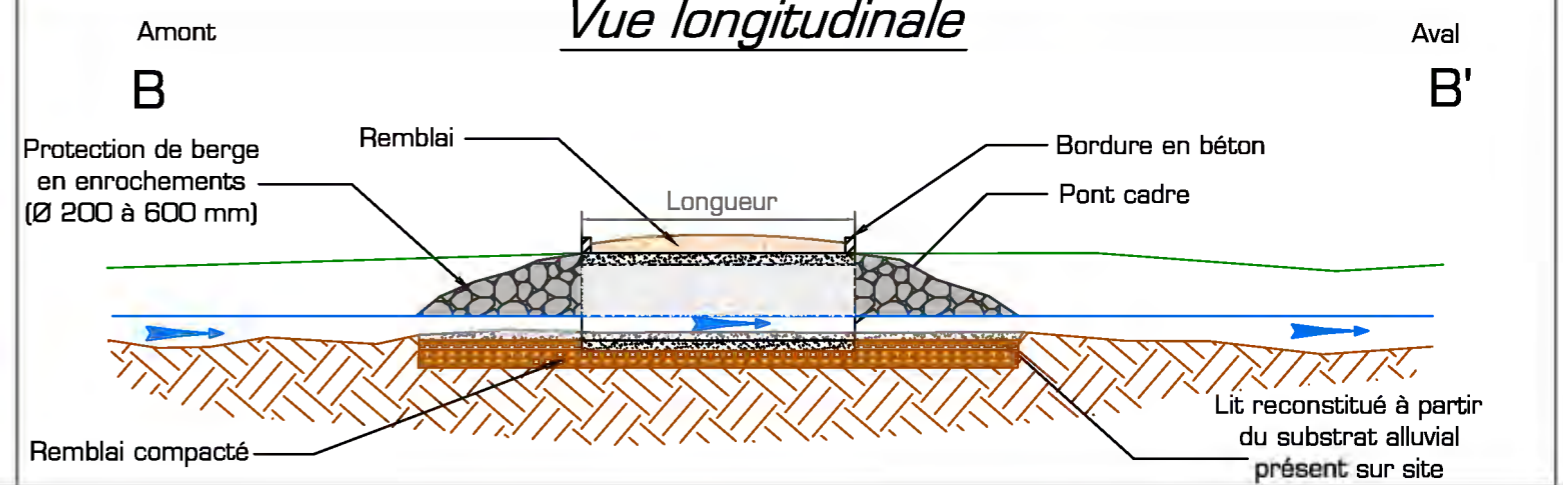 Vue longitudinale
Amont
Aval
B
B'
Protection de berge
en enrochements
(Ø 200 à 600 mm)
Remblai
Longueur
Bordure en béton
Pont cadre
Remblai compacté
Lit reconstitué à partir
du substrat alluvial
présent sur site